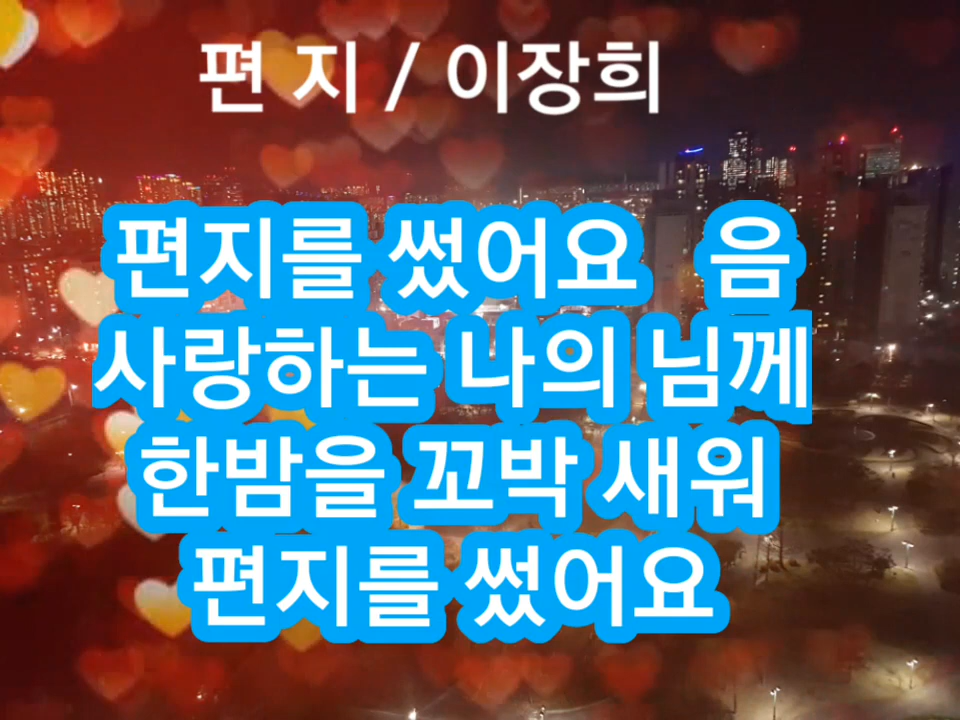 편 지 / 이장희
편지를 썼어요 음
사랑하는 나의 님께
한밤을 꼬박 새워
편지를 썼어요